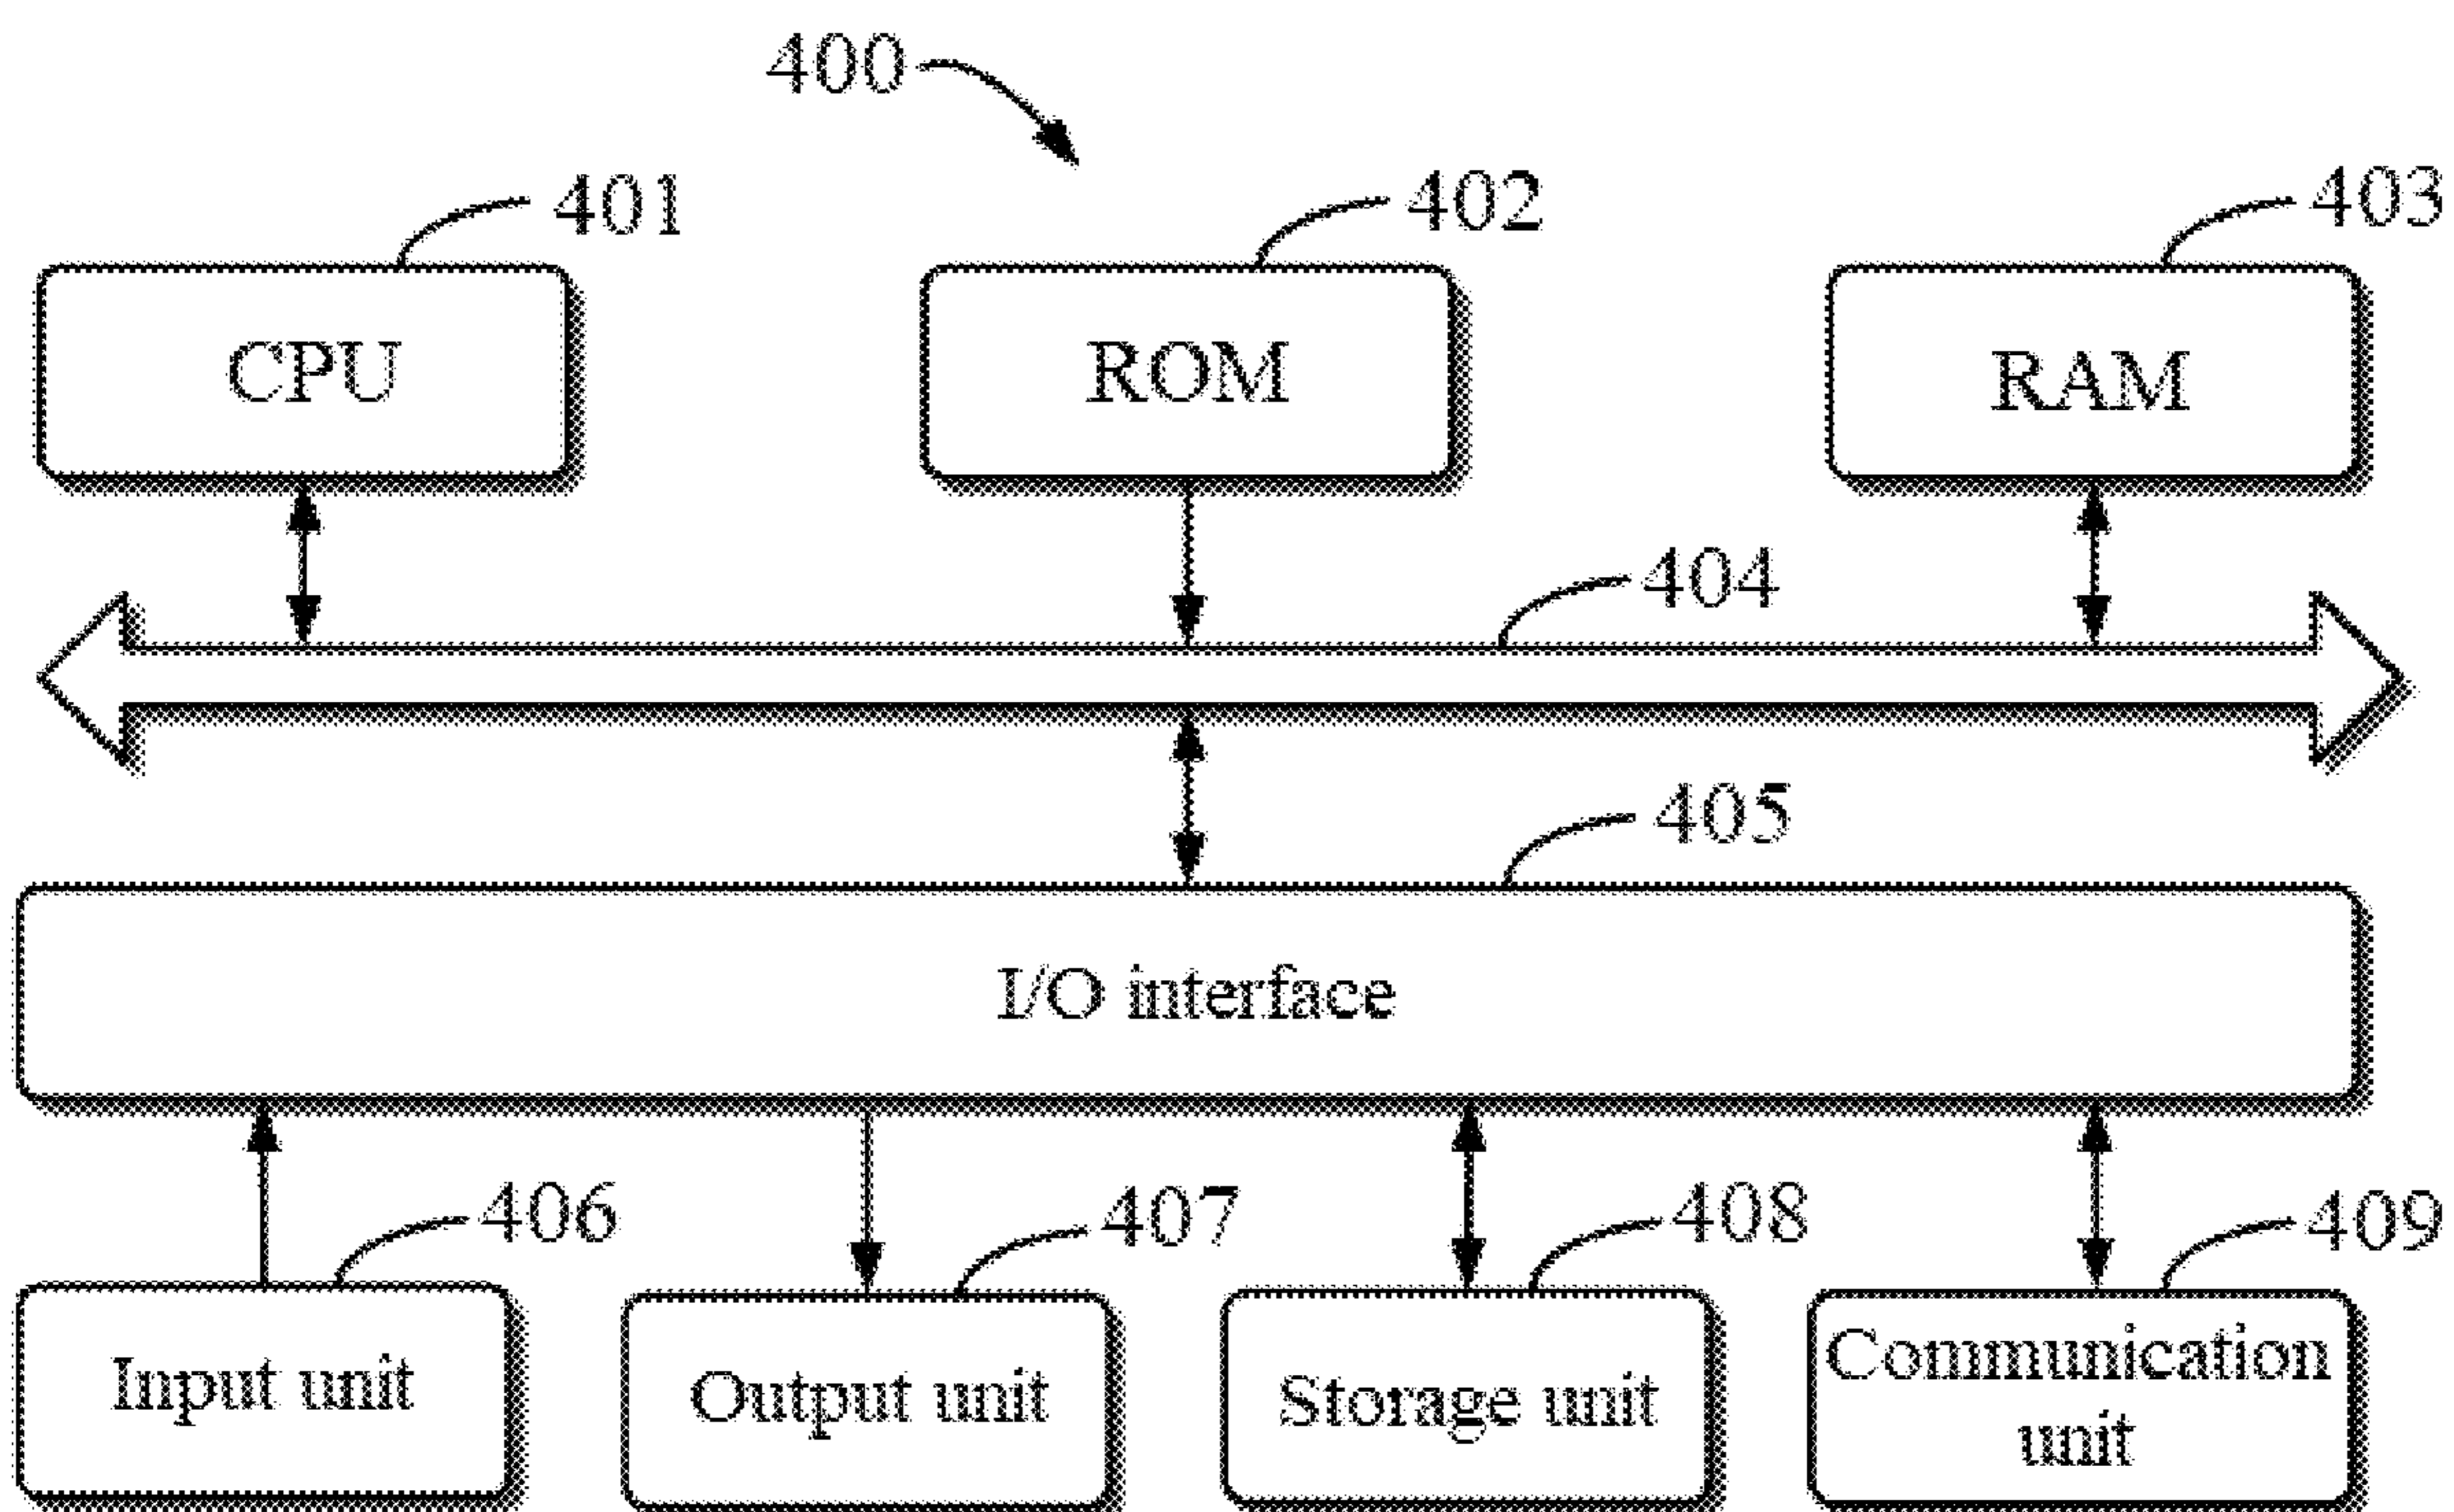 400
401
402
403
CPU
ROM
RAM
404
405
I/O interface
406
407
408
409
Input unit
Output unit
Storage unit
Communication
unit